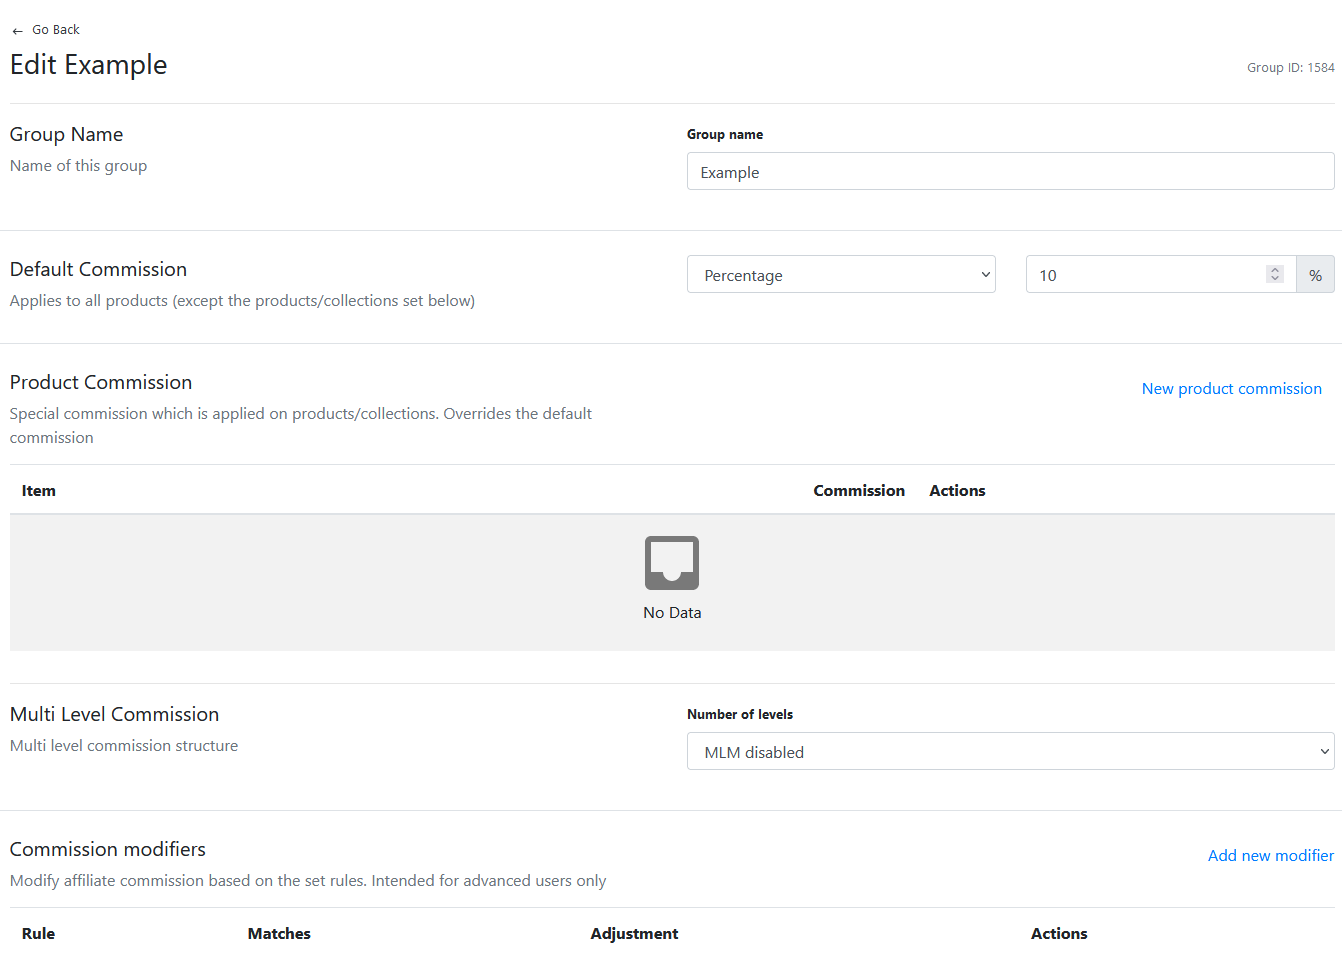 ← Go Back
Edit Example
Group ID: 1584
Group Name
Name of this group
Group name
Example
Default Commission
Applies to all products (except the products/collections set below)
Percentage
10
%
Product Commission
Special commission which is applied on products/collections. Overrides the default
commission
New product commission
Item Commission Actions
No Data
Multi Level Commission
Multi level commission structure
Number of levels
MLM disabled
Commission modifiers
Modify affiliate commission based on the set rules. Intended for advanced users only
Add new modifier
Rule Matches Adjustment Actions